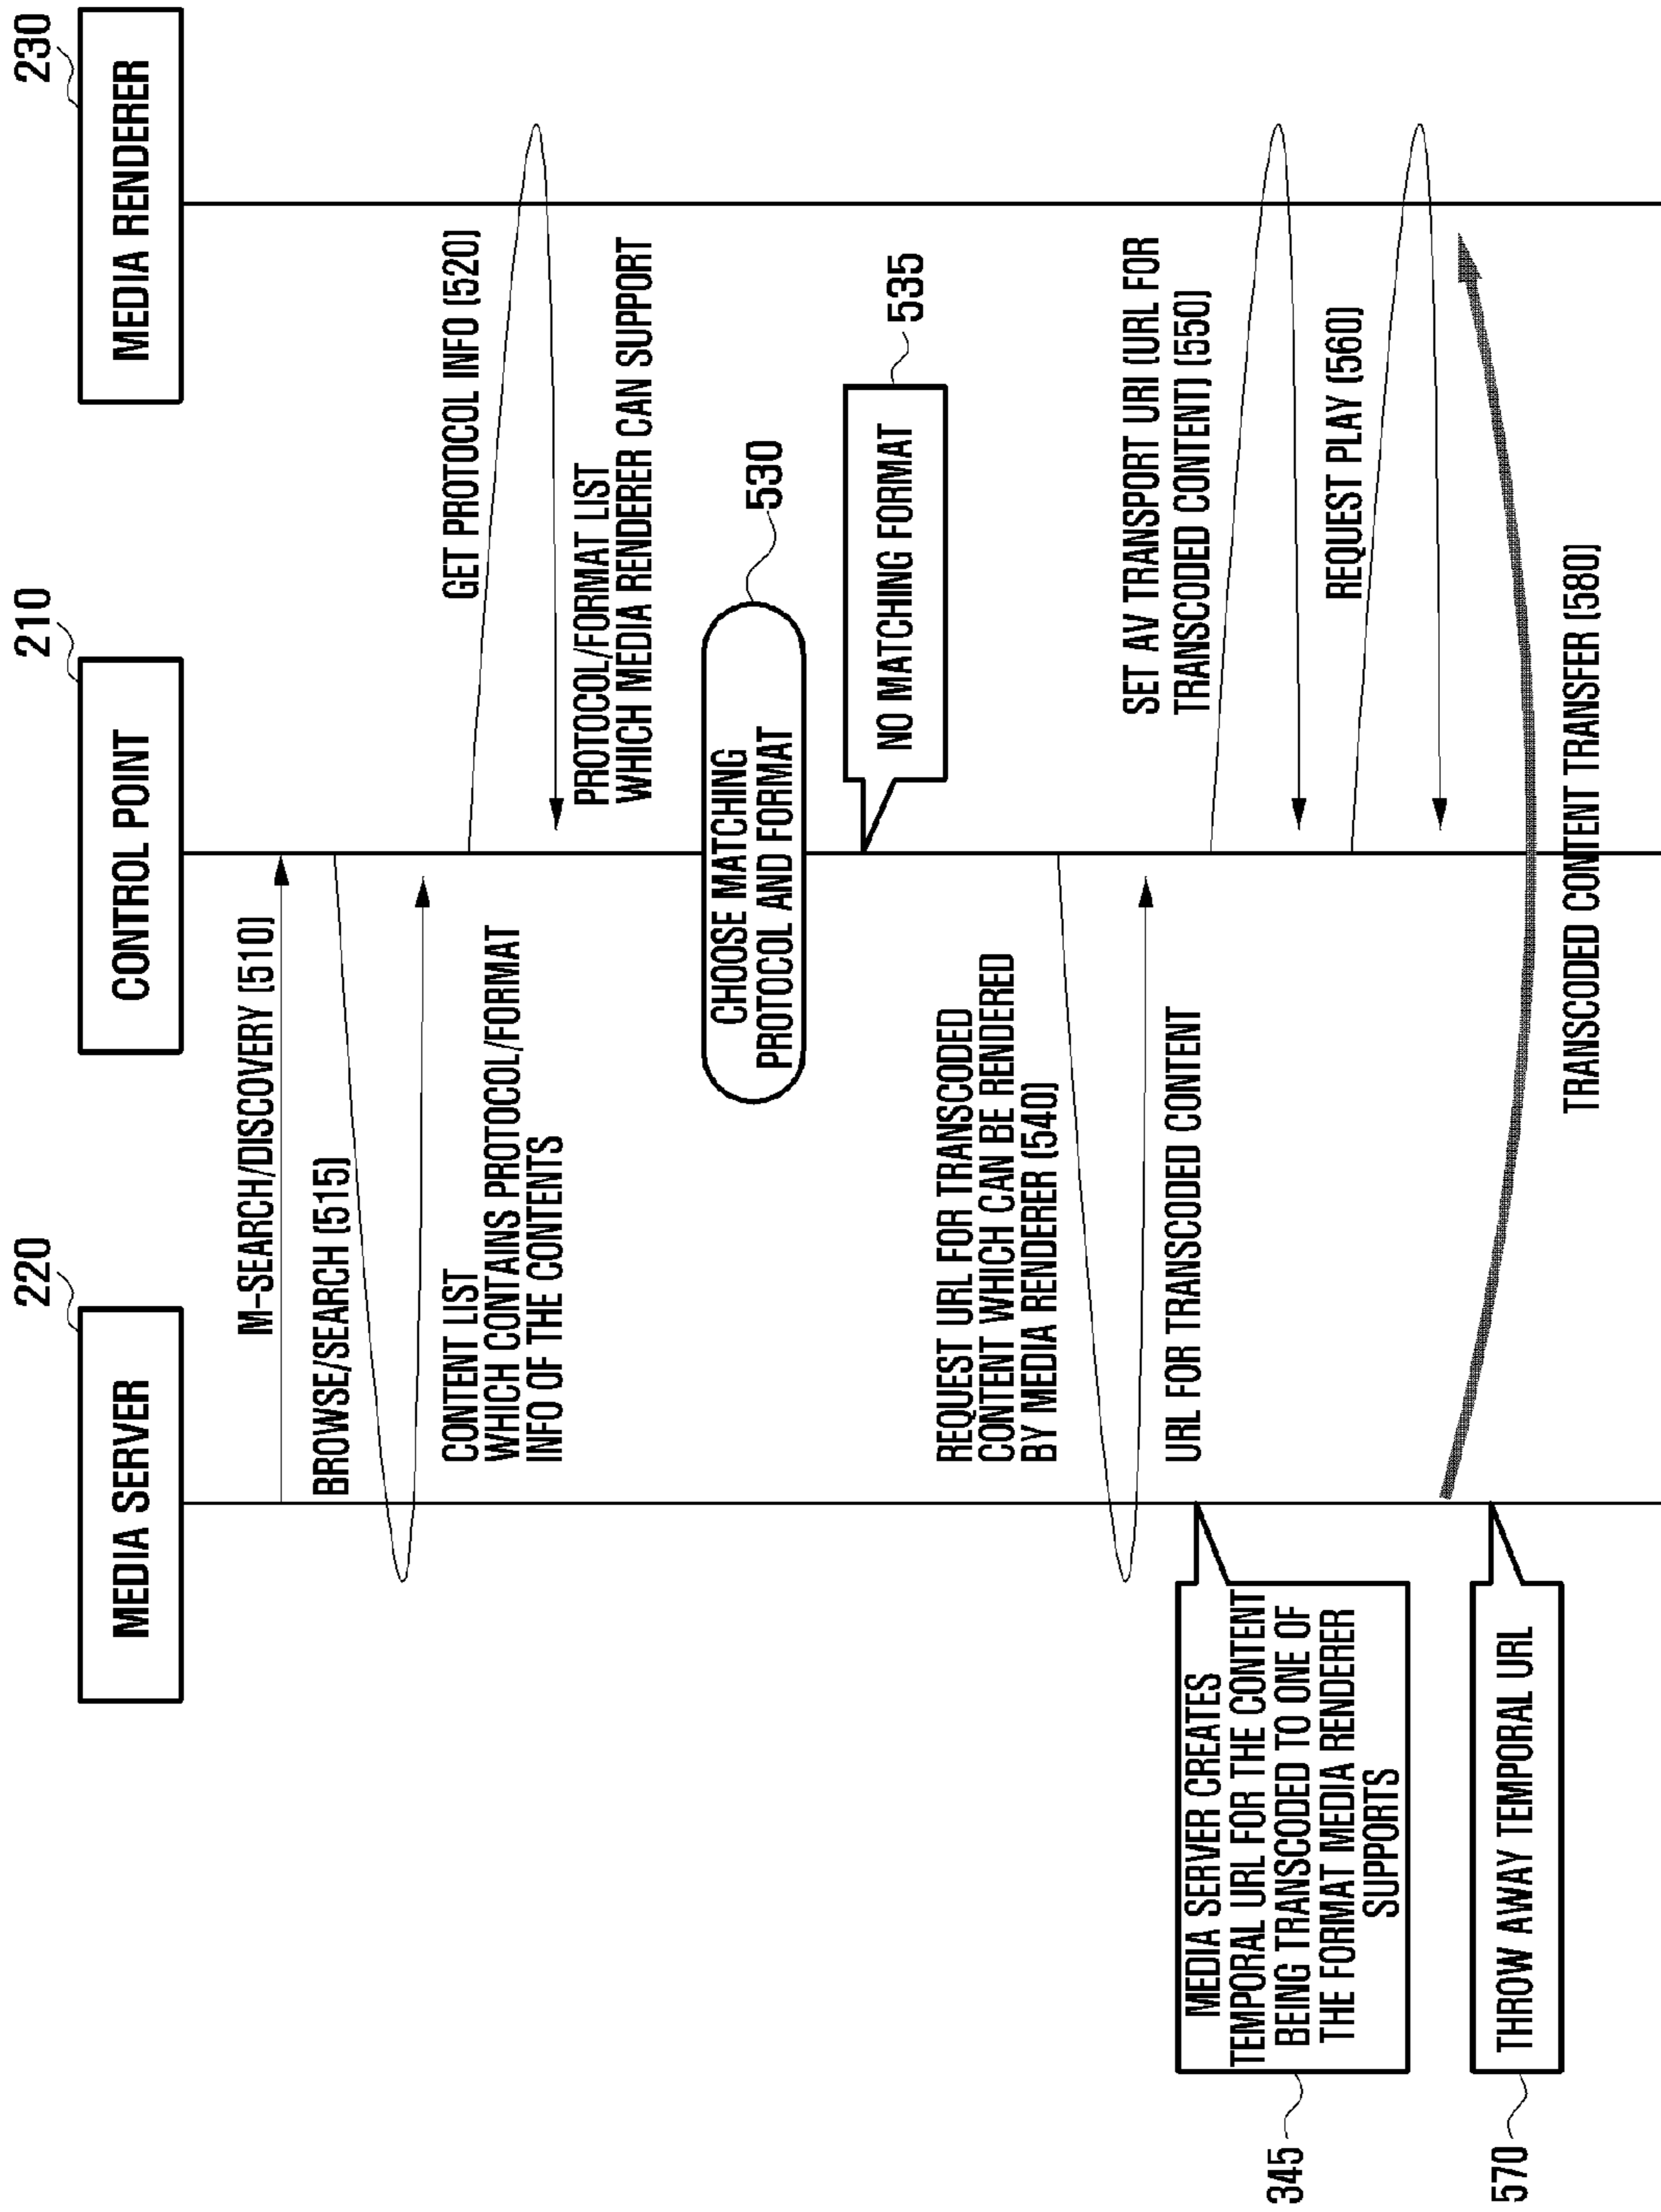 220
210
230
MEDIA SERVER
CONTROL POINT
MEDIA RENDERER
M-SEARCH/DISCOVERY (510)
BROWSE/SEARCH (515)
CONTENT LIST
WHICH CONTAINS PROTOCOL/FORMAT
INFO OF THE CONTENTS
GET PROTOCOL INFO (520)
PROTOCOL/FORMAT LIST
WHICH MEDIA RENDERER CAN SUPPORT
530
CHOOSE MATCHING
PROTOCOL AND FORMAT
535
NO MATCHING FORMAT
REQUEST URL FOR TRANSCODED
CONTENT WHICH CAN BE RENDERED
BY MEDIA RENDERER (540)
URL FOR TRANSCODED CONTENT
345
MEDIA SERVER CREATES
TEMPORAL URL FOR THE CONTENT
BEING TRANSCODED TO ONE OF
THE FORMAT MEDIA RENDERER
SUPPORTS
SET AV TRANSPORT URI (URL FOR
TRANSCODED CONTENT) (550)
REQUEST PLAY (560)
570
THROW AWAY TEMPORAL URL
TRANSCODED CONTENT TRANSFER (580)